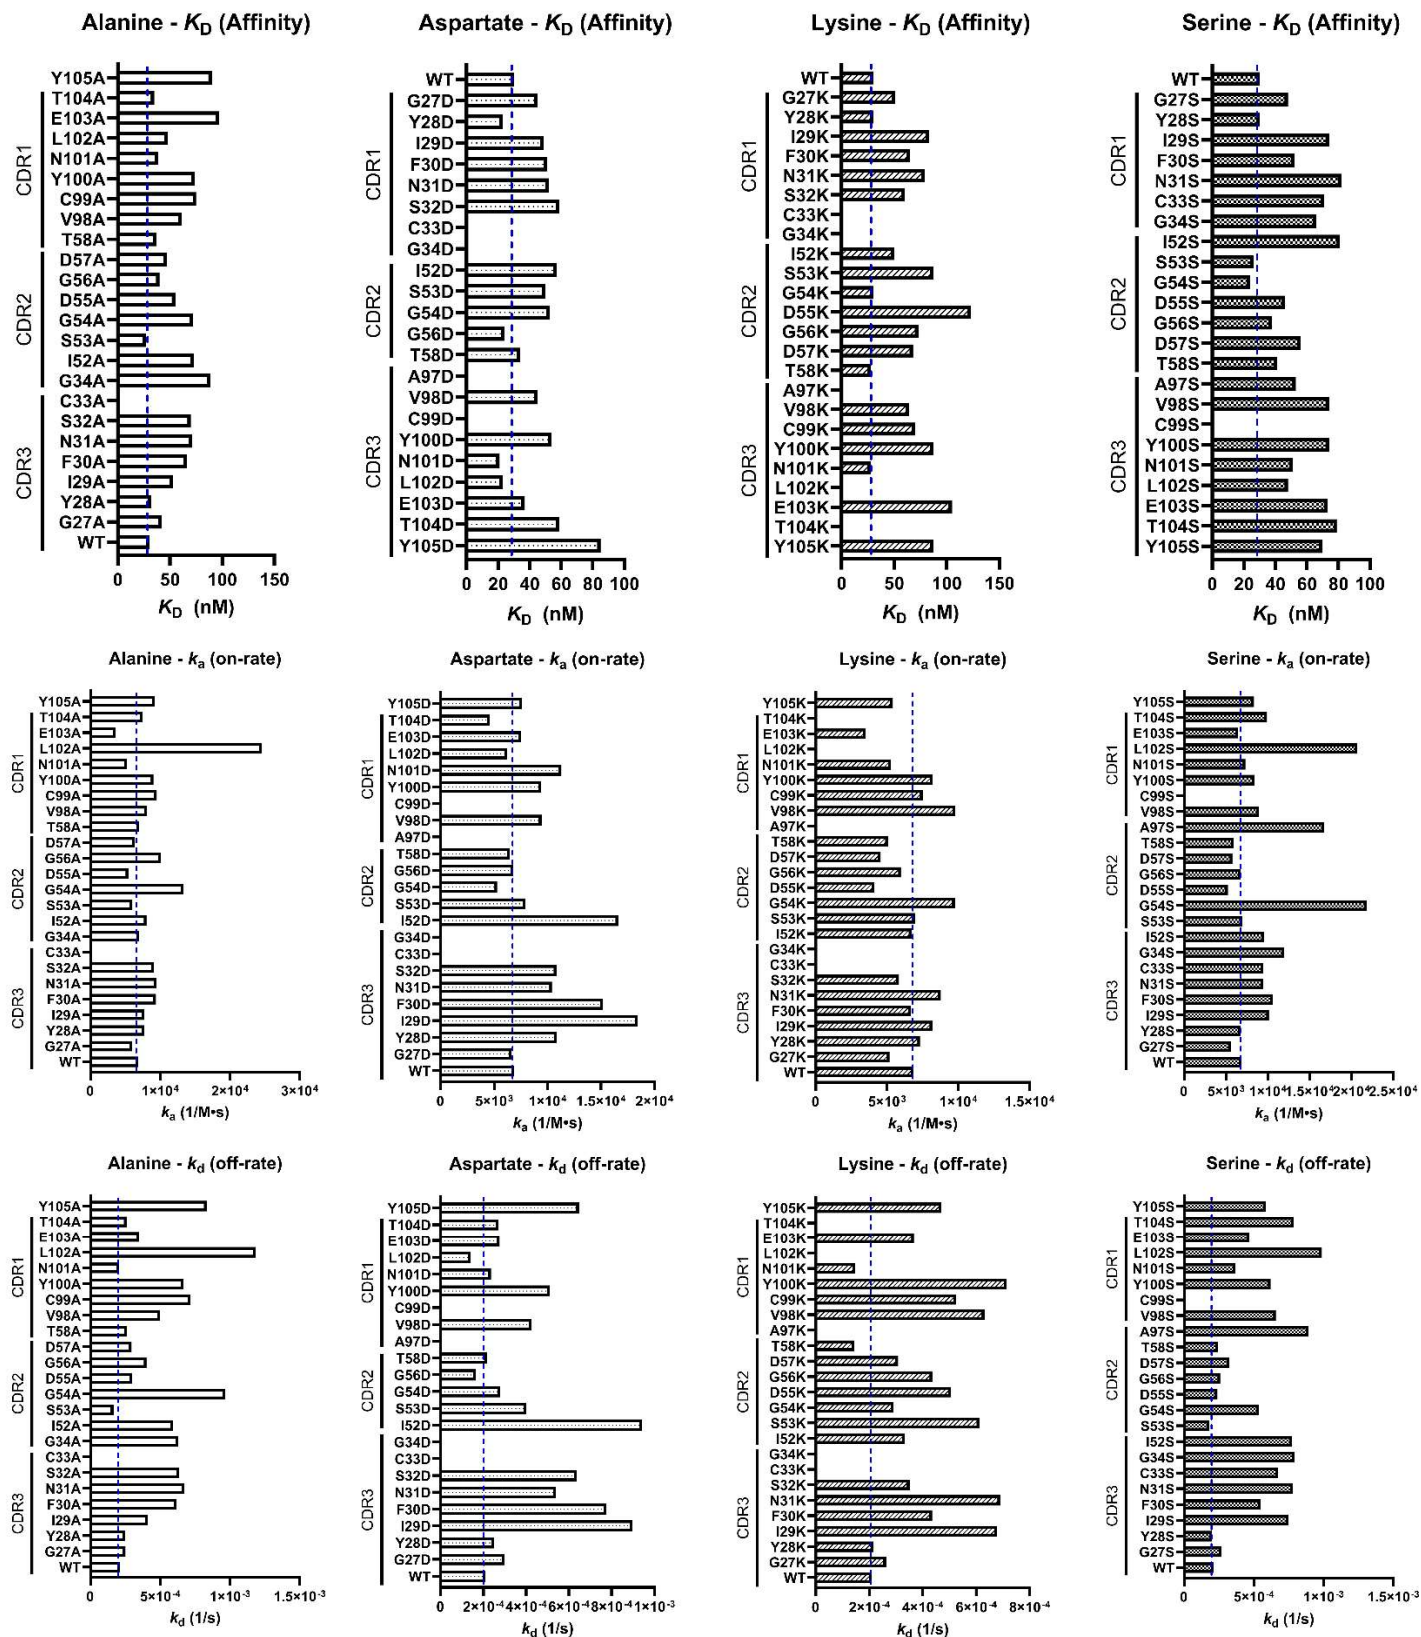 Alanine - KD (Affinity)
Y105A
T104A
E103A
L102A
N101A
Y100A
C99A
V98A
T58A
D57A
G56A
D55A
G54A
S53A
I52A
G34A
C33A
S32A
N31A
F30A
I29A
Y28A
G27A
WT
CDR1
CDR2
CDR3
0 50 100 150
KD (nM)
Aspartate - KD (Affinity)
WT
G27D
Y28D
I29D
F30D
N31D
S32D
C33D
G34D
I52D
S53D
G54D
G56D
T58D
A97D
V98D
C99D
Y100D
N101D
L102D
E103D
T104D
Y105D
CDR1
CDR2
CDR3
0 20 40 60 80 100
KD (nM)
Lysine - KD (Affinity)
WT
G27K
Y28K
I29K
F30K
N31K
S32K
C33K
G34K
I52K
S53K
G54K
D55K
G56K
D57K
T58K
A97K
V98K
C99K
Y100K
N101K
L102K
E103K
T104K
Y105K
CDR1
CDR2
CDR3
0 50 100 150
KD (nM)
Serine - KD (Affinity)
WT
G27S
Y28S
I29S
F30S
N31S
C33S
G34S
I52S
S53S
G54S
D55S
G56S
D57S
T58S
A97S
V98S
C99S
Y100S
N101S
L102S
E103S
T104S
Y105S
CDR1
CDR2
CDR3
0 20 40 60 80 100
KD (nM)
Alanine - ka (on-rate)
Y105A
T104A
E103A
L102A
N101A
Y100A
C99A
V98A
T58A
D57A
G56A
D55A
G54A
S53A
I52A
G34A
C33A
S32A
N31A
F30A
I29A
Y28A
G27A
WT
CDR1
CDR2
CDR3
0 1×10⁴ 2×10⁴ 3×10⁴
ka (1/M•s)
Aspartate - ka (on-rate)
Y105D
T104D
E103D
L102D
N101D
Y100D
C99D
V98D
A97D
T58D
G56D
G54D
S53D
I52D
G34D
C33D
S32D
N31D
F30D
I29D
Y28D
G27D
WT
CDR1
CDR2
CDR3
0 5×10³ 1×10⁴ 1.5×10⁴ 2×10⁴
ka (1/M•s)
Lysine - ka (on-rate)
Y105K
T104K
E103K
L102K
N101K
Y100K
C99K
V98K
A97K
T58K
D57K
G56K
D55K
G54K
S53K
I52K
G34K
C33K
S32K
N31K
F30K
I29K
Y28K
G27K
WT
CDR1
CDR2
CDR3
0 5×10³ 1×10⁴ 1.5×10⁴
ka (1/M•s)
Serine - ka (on-rate)
Y105S
T104S
E103S
L102S
N101S
Y100S
C99S
V98S
A97S
T58S
D57S
G56S
D55S
G54S
S53S
I52S
G34S
C33S
N31S
F30S
I29S
Y28S
G27S
WT
CDR1
CDR2
CDR3
0 5×10³ 1×10⁴ 1.5×10⁴ 2×10⁴ 2.5×10⁴
ka (1/M•s)
Alanine - kd (off-rate)
Y105A
T104A
E103A
L102A
N101A
Y100A
C99A
V98A
T58A
D57A
G56A
D55A
G54A
S53A
I52A
G34A
C33A
S32A
N31A
F30A
I29A
Y28A
G27A
WT
CDR1
CDR2
CDR3
0 5×10⁻⁴ 1×10⁻³ 1.5×10⁻³
kd (1/s)
Aspartate - kd (off-rate)
Y105D
T104D
E103D
L102D
N101D
Y100D
C99D
V98D
A97D
T58D
G56D
G54D
S53D
I52D
G34D
C33D
S32D
N31D
F30D
I29D
Y28D
G27D
WT
CDR1
CDR2
CDR3
0 2×10⁻⁴ 4×10⁻⁴ 6×10⁻⁴ 8×10⁻⁴ 1×10⁻³
kd (1/s)
Lysine - kd (off-rate)
Y105K
T104K
E103K
L102K
N101K
Y100K
C99K
V98K
A97K
T58K
D57K
G56K
D55K
G54K
S53K
I52K
G34K
C33K
S32K
N31K
F30K
I29K
Y28K
G27K
WT
CDR1
CDR2
CDR3
0 2×10⁻⁴ 4×10⁻⁴ 6×10⁻⁴ 8×10⁻⁴
kd (1/s)
Serine - kd (off-rate)
Y105S
T104S
E103S
L102S
N101S
Y100S
C99S
V98S
A97S
T58S
D57S
G56S
D55S
G54S
S53S
I52S
G34S
C33S
N31S
F30S
I29S
Y28S
G27S
WT
CDR1
CDR2
CDR3
0 5×10⁻⁴ 1×10⁻³ 1.5×10⁻³
kd (1/s)